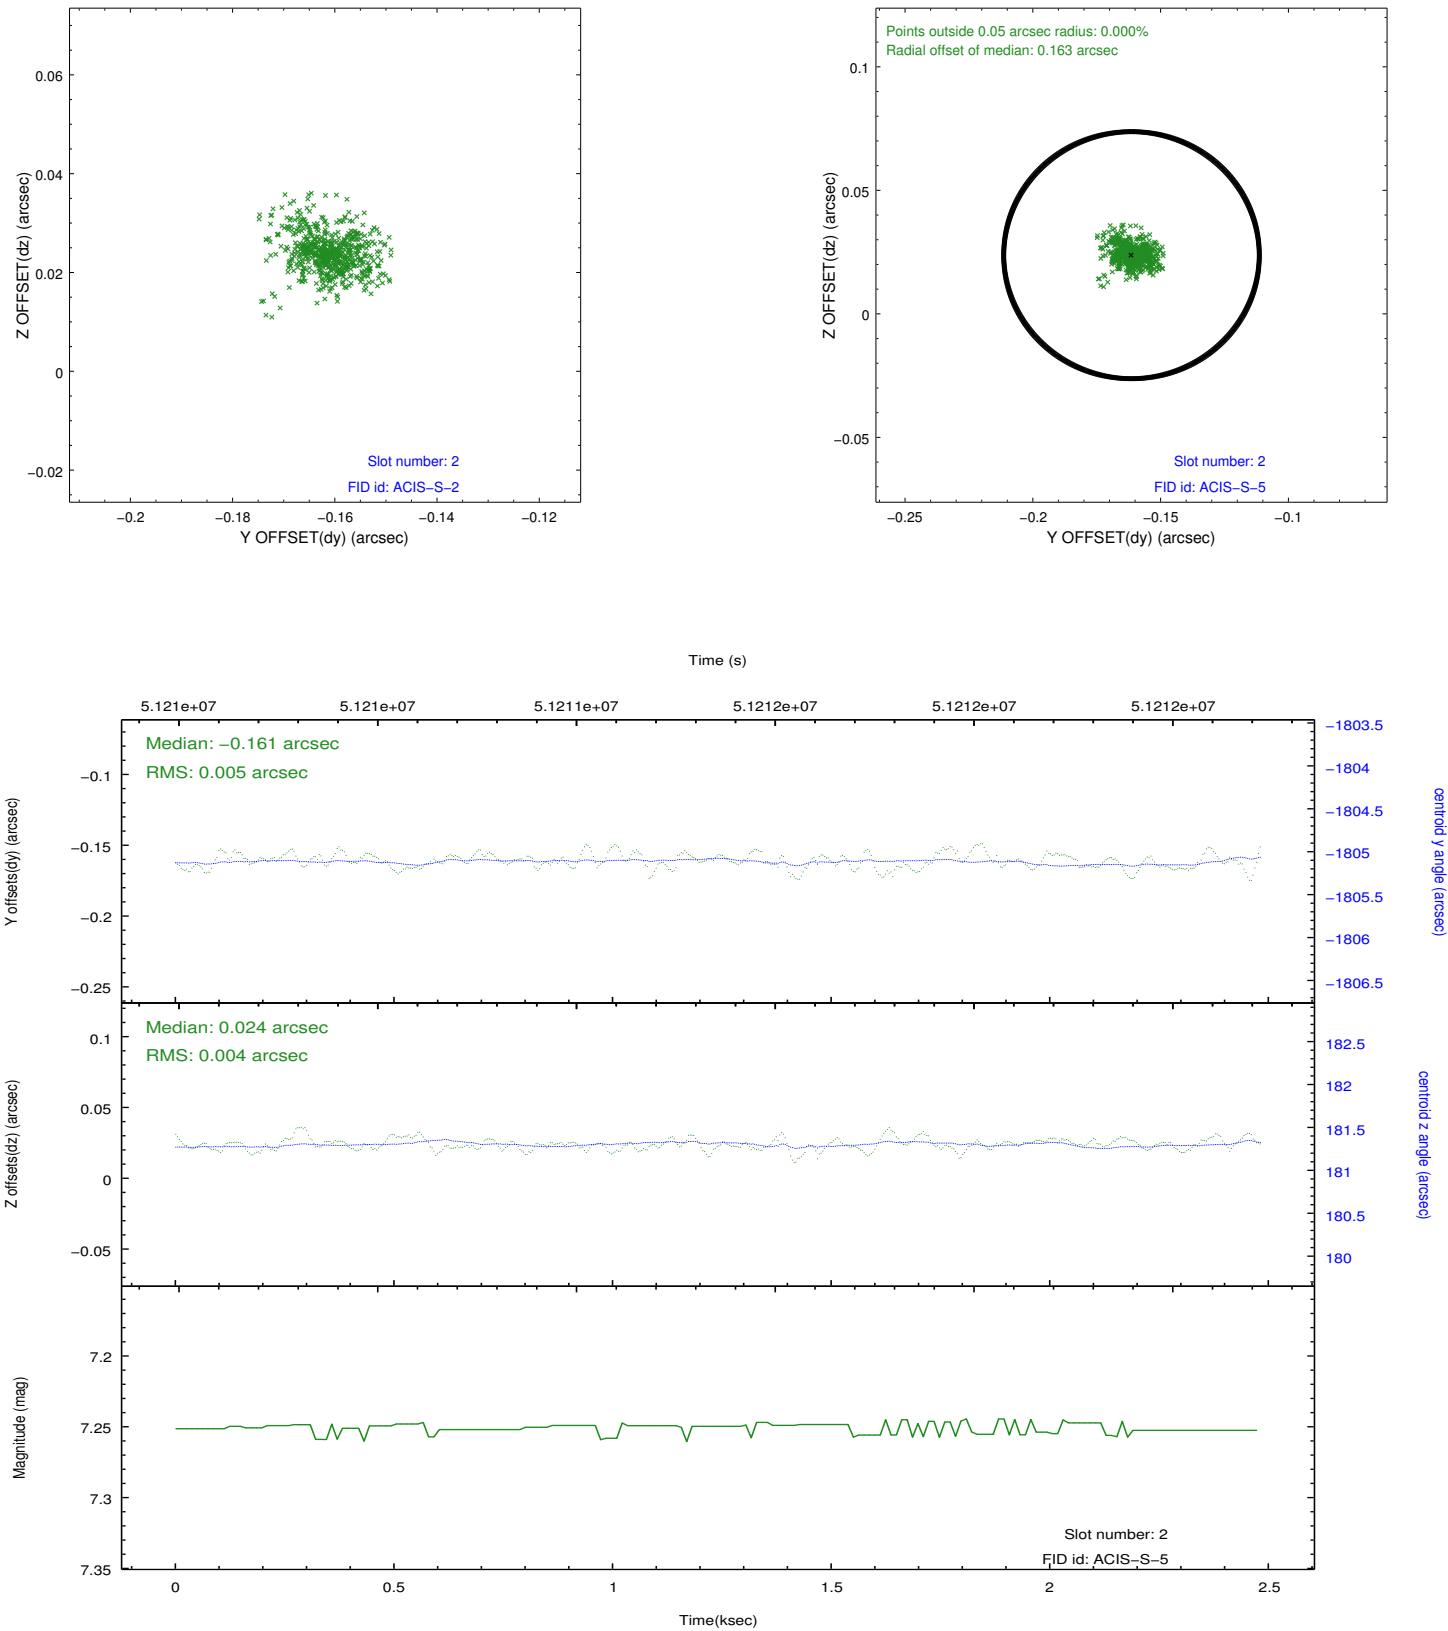 0.06
0.04
0.02
0
−0.02
Z OFFSET(dz) (arcsec)
Slot number: 2
FID id: ACIS−S−2
−0.2 −0.18 −0.16 −0.14 −0.12
Y OFFSET(dy) (arcsec)
Points outside 0.05 arcsec radius: 0.000%
Radial offset of median: 0.163 arcsec
0.1
0.05
0
−0.05
Z OFFSET(dz) (arcsec)
Slot number: 2
FID id: ACIS−S−5
−0.25 −0.2 −0.15 −0.1
Y OFFSET(dy) (arcsec)
Time (s)
5.121e+07 5.121e+07 5.1211e+07 5.1212e+07 5.1212e+07 5.1212e+07
Median: −0.161 arcsec
RMS: 0.005 arcsec
−0.1
−0.15
−0.2
−0.25
Y offsets(dy) (arcsec)
−1803.5
−1804
−1804.5
−1805
−1805.5
−1806
−1806.5
centroid y angle (arcsec)
Median: 0.024 arcsec
RMS: 0.004 arcsec
0.1
0.05
0
−0.05
Z offsets(dz) (arcsec)
182.5
182
181.5
181
180.5
180
centroid z angle (arcsec)
7.2
7.25
7.3
7.35
Magnitude (mag)
Slot number: 2
FID id: ACIS−S−5
0 0.5 1 1.5 2 2.5
Time(ksec)